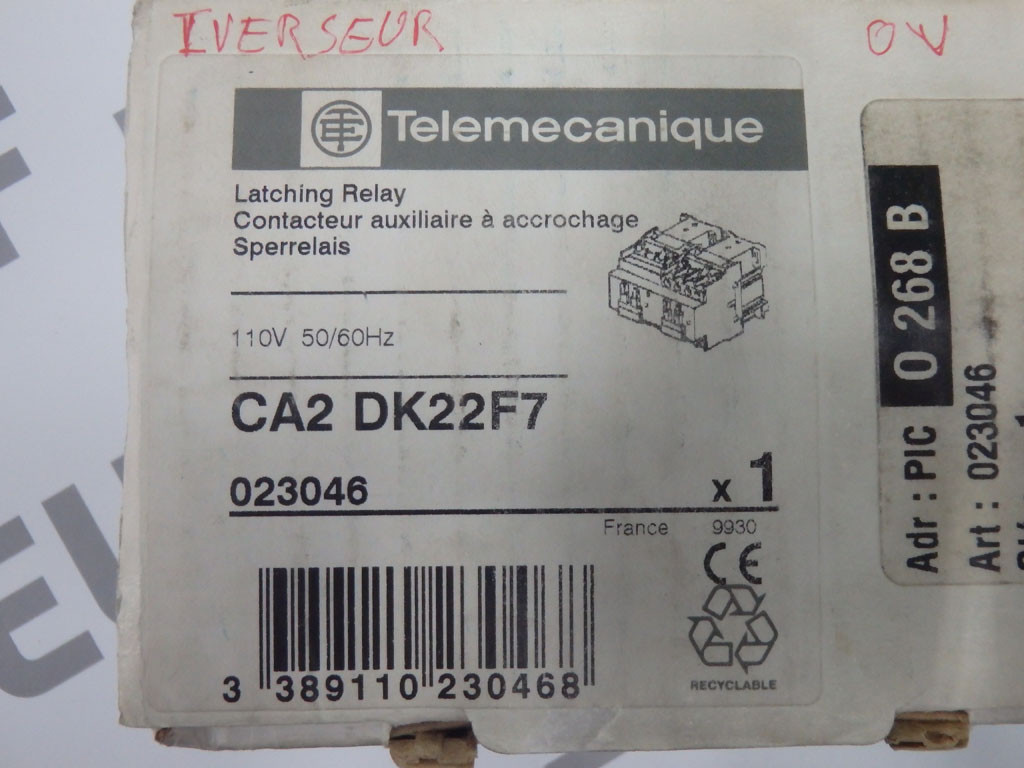 IVERSEUR
OV
Telemecanique
Latching Relay
Contacteur auxiliaire à accrochage
Sperrelais
110V 50/60Hz
CA2 DK22F7
023046
x 1
France 9930
CE
3 389110 230468
RECYCLABLE
Adr : PIC O 268 B
Art : 023046